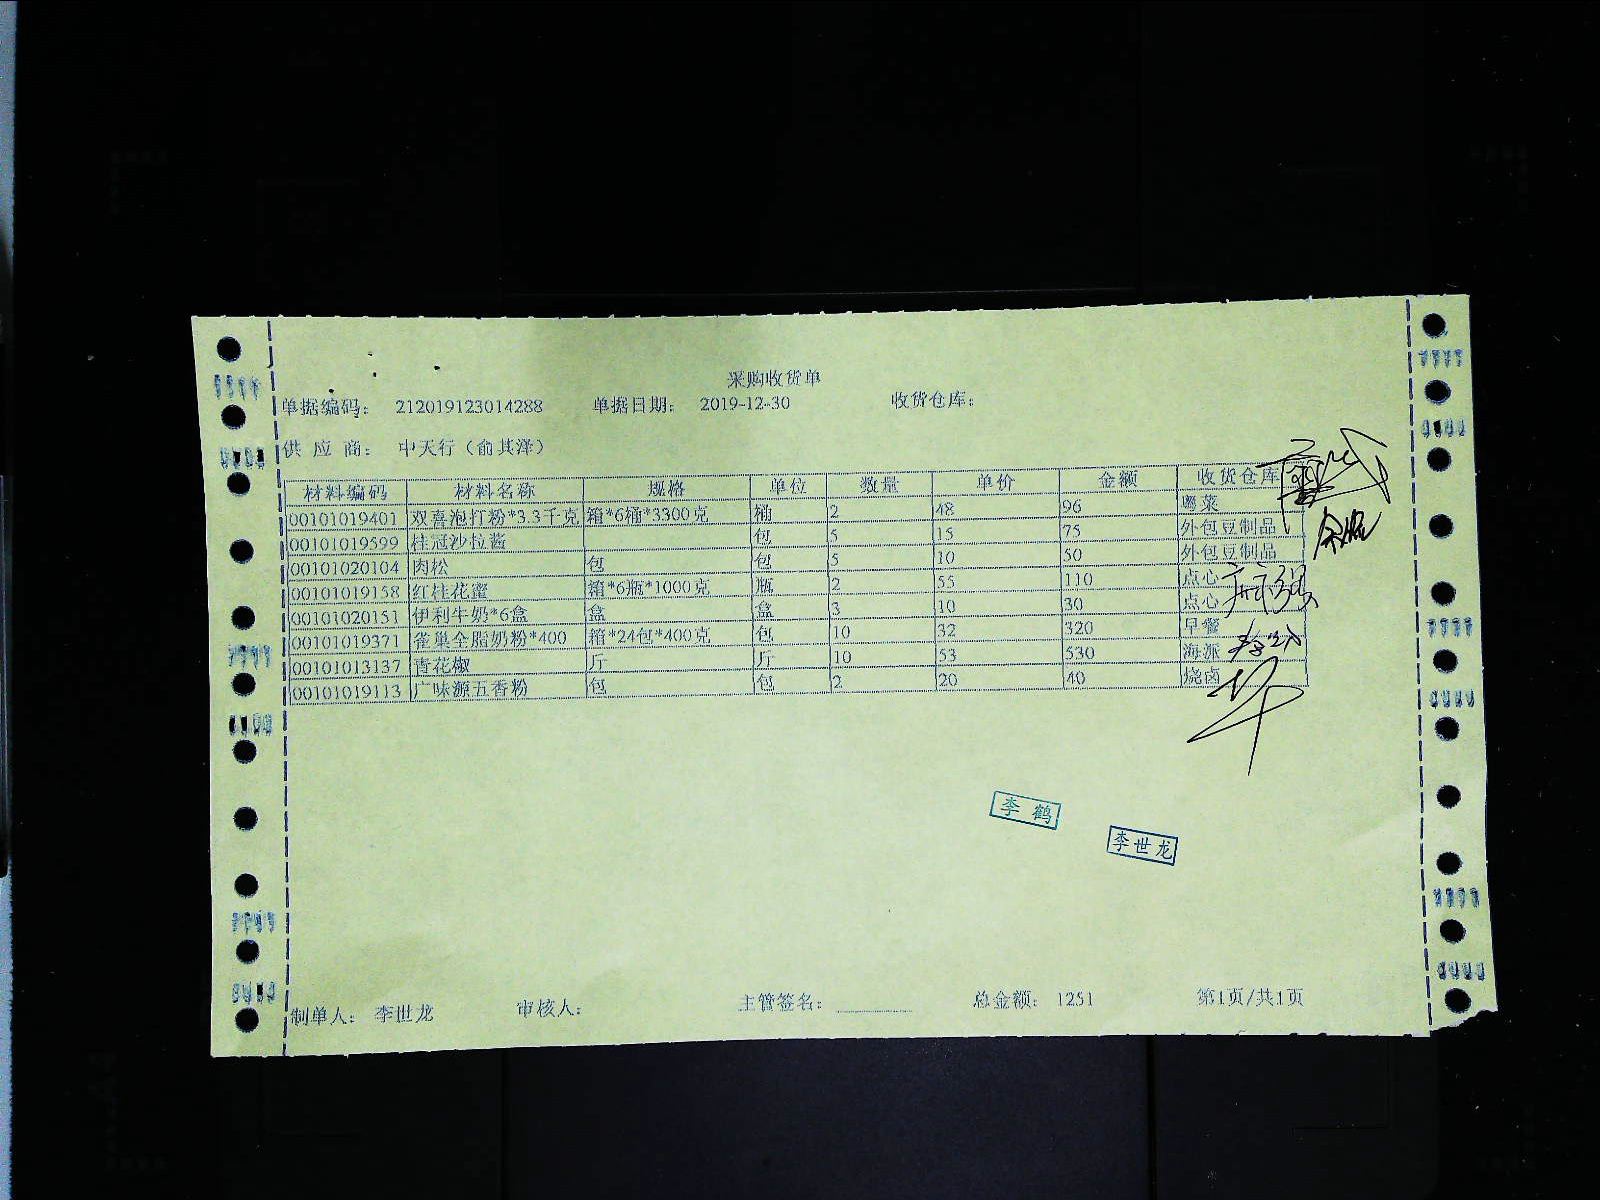 采购收货单
单据编码： 212019123014288 单据日期： 2019-12-30 收货仓库：
供 应 商： 中天行（俞其泽）
材料编码 材料名称 规格 单位 数量 单价 金额 收货仓库
00101019401 双喜泡打粉*3.3千克 箱*6桶*3300克 桶 2 48 96 粤菜
00101019599 桂冠沙拉酱 包 5 15 75 外包豆制品
00101020104 肉松 包 包 5 10 50 外包豆制品
00101019158 红桂花蜜 箱*6瓶*1000克 瓶 2 55 110 点心
00101020151 伊利牛奶*6盒 盒 盒 3 10 30 点心
00101019371 雀巢全脂奶粉*400 箱*24包*400克 包 10 32 320 早餐
00101013137 青花椒 斤 斤 10 53 530 海派
00101019113 广味源五香粉 包 包 2 20 40 烧卤
李鹤
李世龙
制单人： 李世龙 审核人： 主管签名： 总金额： 1251 第1页/共1页